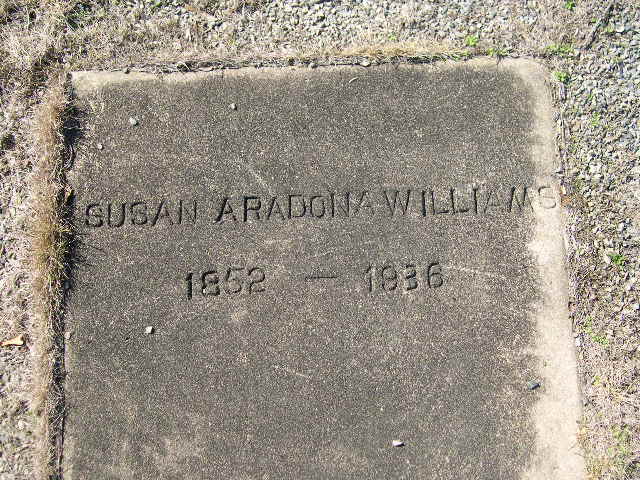 SUSAN ARADONA WILLIAMS
1852 — 1936